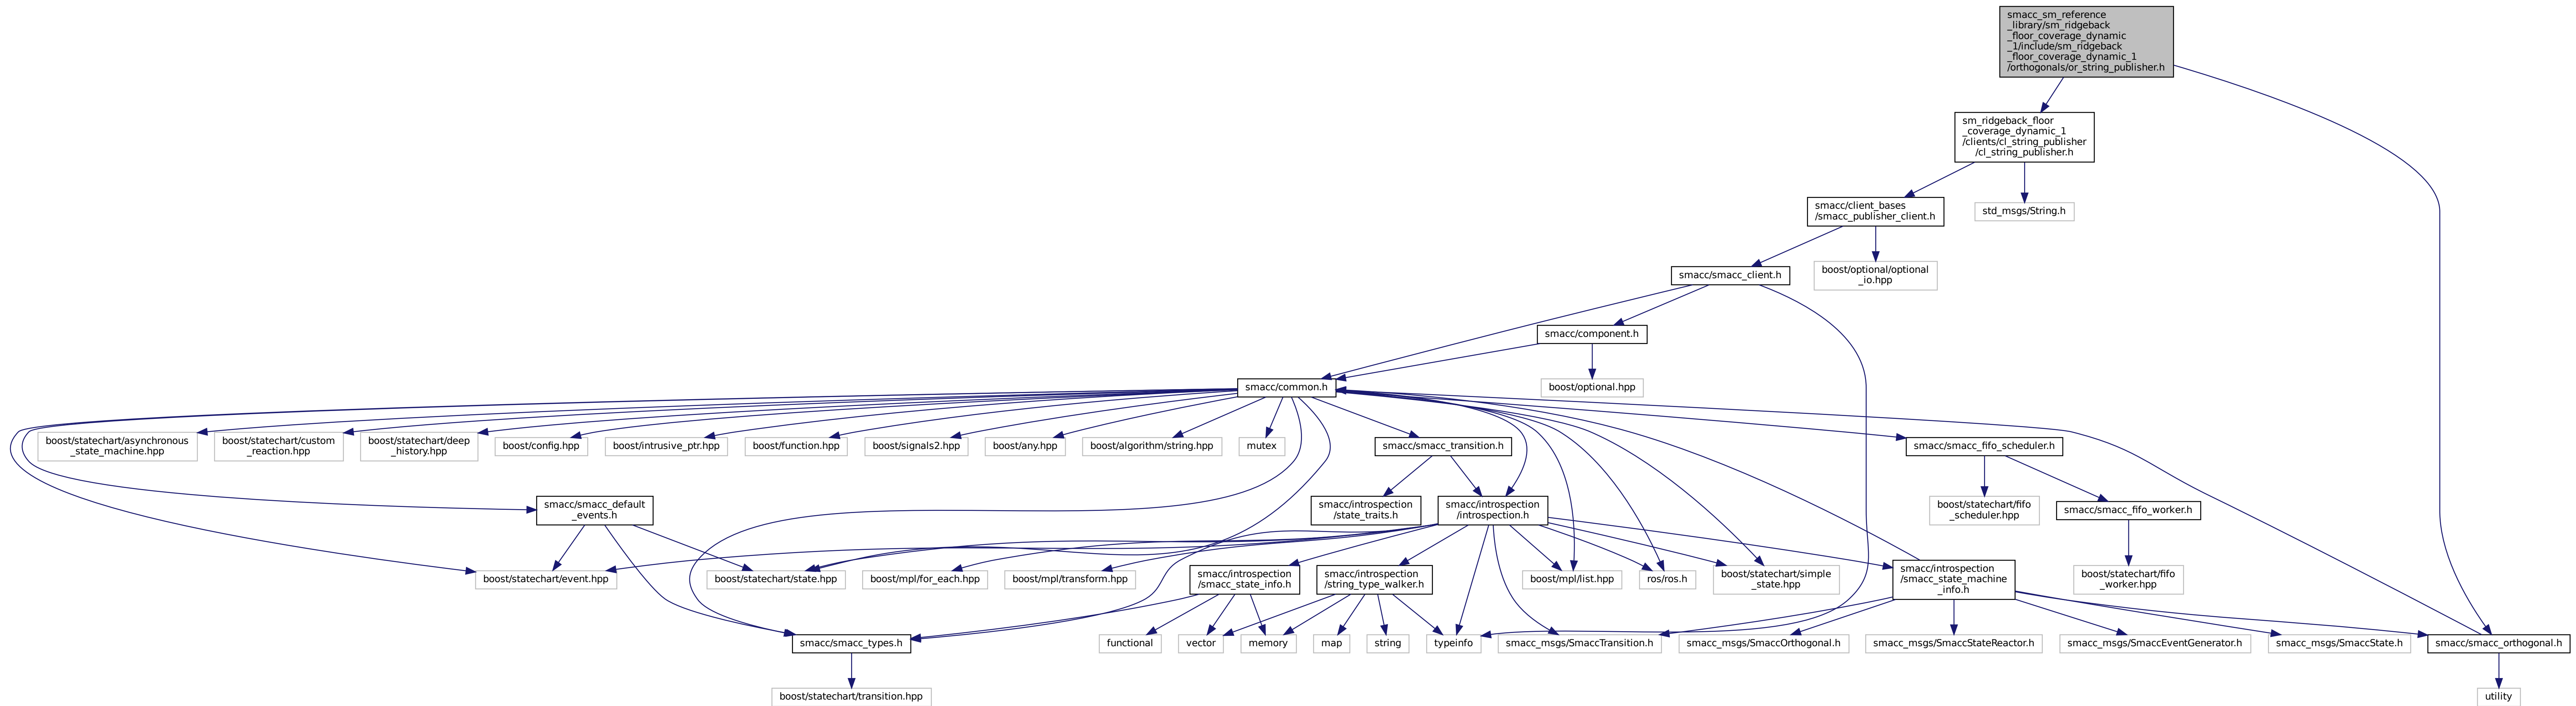 smacc_sm_reference
_library/sm_ridgeback
_floor_coverage_dynamic
_1/include/sm_ridgeback
_floor_coverage_dynamic_1
/orthogonals/or_string_publisher.h
sm_ridgeback_floor
_coverage_dynamic_1
/clients/cl_string_publisher
/cl_string_publisher.h
smacc/client_bases
/smacc_publisher_client.h
std_msgs/String.h
smacc/smacc_client.h
boost/optional/optional
_io.hpp
smacc/component.h
smacc/common.h
boost/optional.hpp
boost/statechart/asynchronous
_state_machine.hpp
boost/statechart/custom
_reaction.hpp
boost/statechart/deep
_history.hpp
boost/config.hpp
boost/intrusive_ptr.hpp
boost/function.hpp
boost/signals2.hpp
boost/any.hpp
boost/algorithm/string.hpp
mutex
smacc/smacc_transition.h
smacc/smacc_fifo_scheduler.h
smacc/smacc_default
_events.h
smacc/introspection
/state_traits.h
smacc/introspection
/introspection.h
boost/statechart/fifo
_scheduler.hpp
smacc/smacc_fifo_worker.h
boost/statechart/event.hpp
boost/statechart/state.hpp
boost/mpl/for_each.hpp
boost/mpl/transform.hpp
smacc/introspection
/smacc_state_info.h
smacc/introspection
/string_type_walker.h
boost/mpl/list.hpp
ros/ros.h
boost/statechart/simple
_state.hpp
smacc/introspection
/smacc_state_machine
_info.h
boost/statechart/fifo
_worker.hpp
smacc/smacc_types.h
functional
vector
memory
map
string
typeinfo
smacc_msgs/SmaccTransition.h
smacc_msgs/SmaccOrthogonal.h
smacc_msgs/SmaccStateReactor.h
smacc_msgs/SmaccEventGenerator.h
smacc_msgs/SmaccState.h
smacc/smacc_orthogonal.h
boost/statechart/transition.hpp
utility